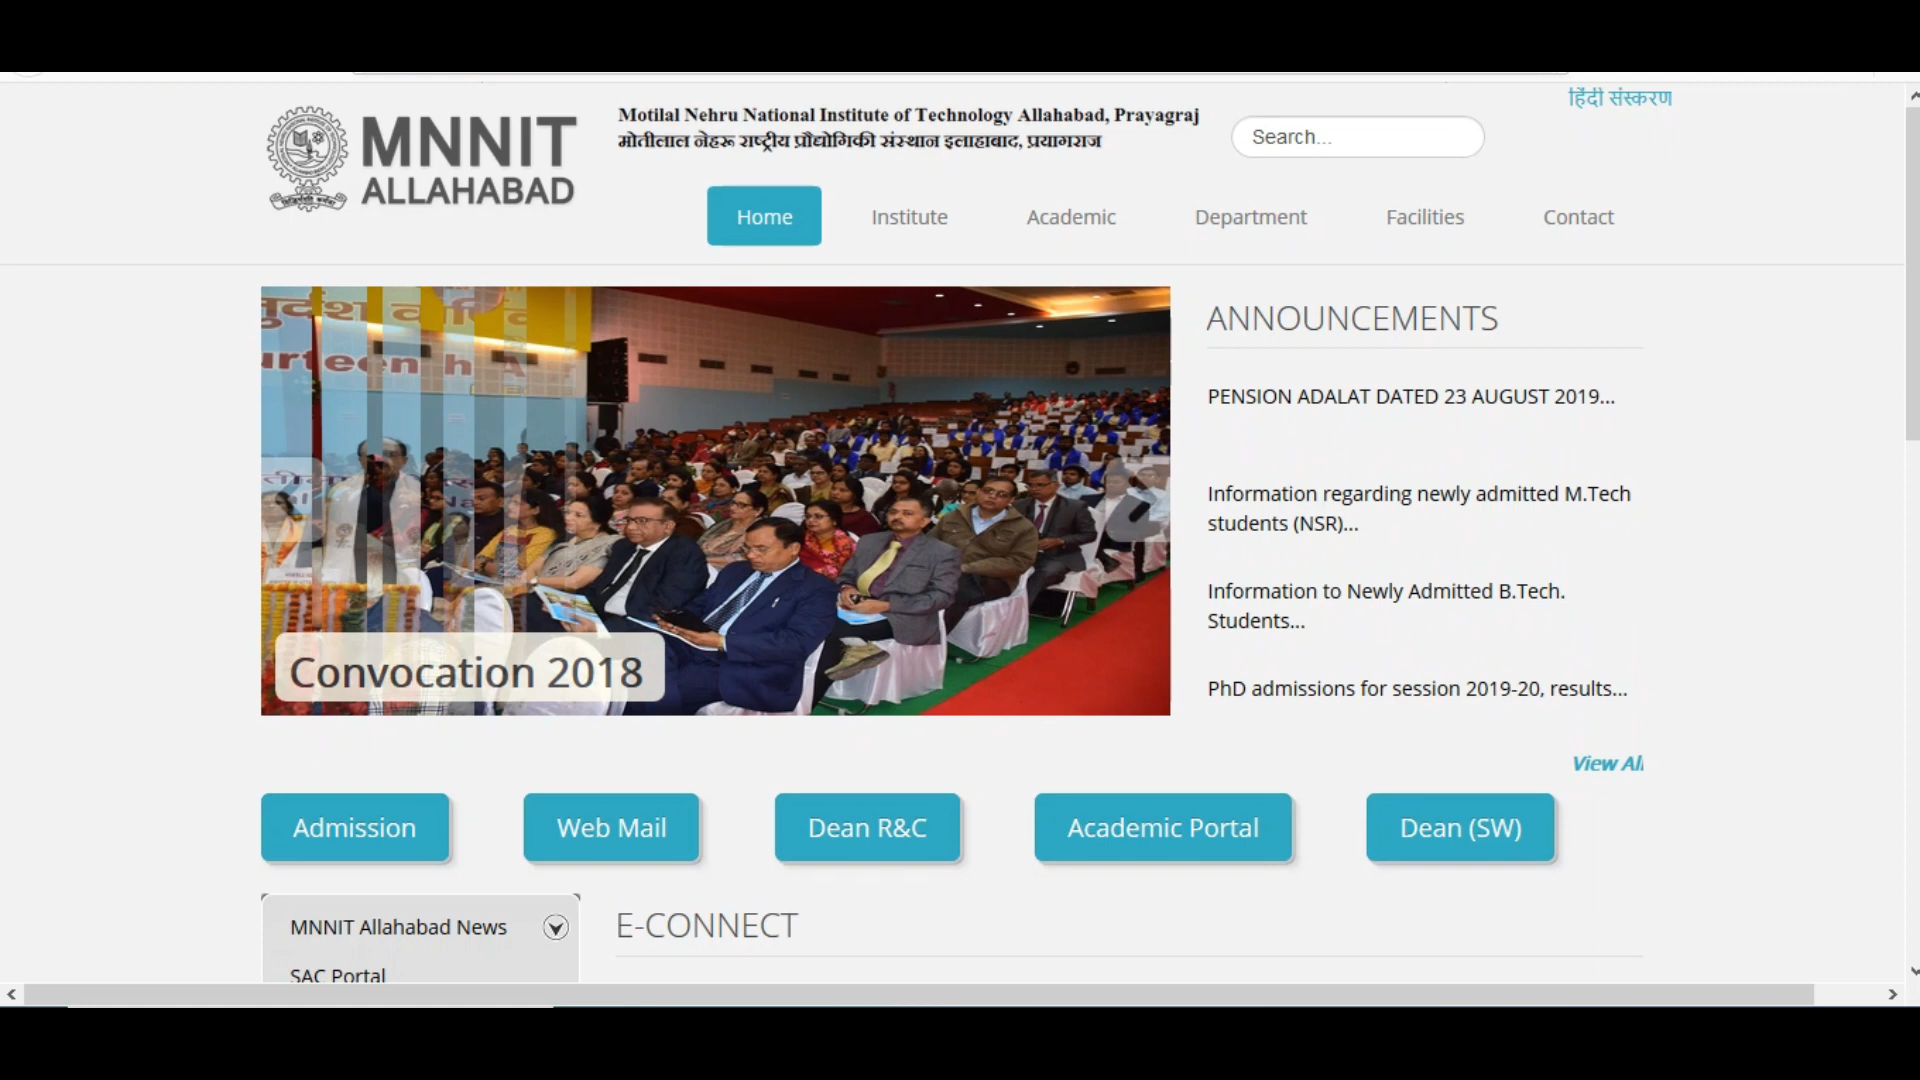 हिंदी संस्करण
MNNIT
ALLAHABAD
Motilal Nehru National Institute of Technology Allahabad, Prayagraj
मोतीलाल नेहरू राष्ट्रीय प्रौद्योगिकी संस्थान इलाहाबाद, प्रयागराज
Search...
Home Institute Academic Department Facilities Contact
Convocation 2018
ANNOUNCEMENTS
PENSION ADALAT DATED 23 AUGUST 2019...
Information regarding newly admitted M.Tech
students (NSR)...
Information to Newly Admitted B.Tech.
Students...
PhD admissions for session 2019-20, results...
View All
Admission Web Mail Dean R&C Academic Portal Dean (SW)
MNNIT Allahabad News
SAC Portal
E-CONNECT